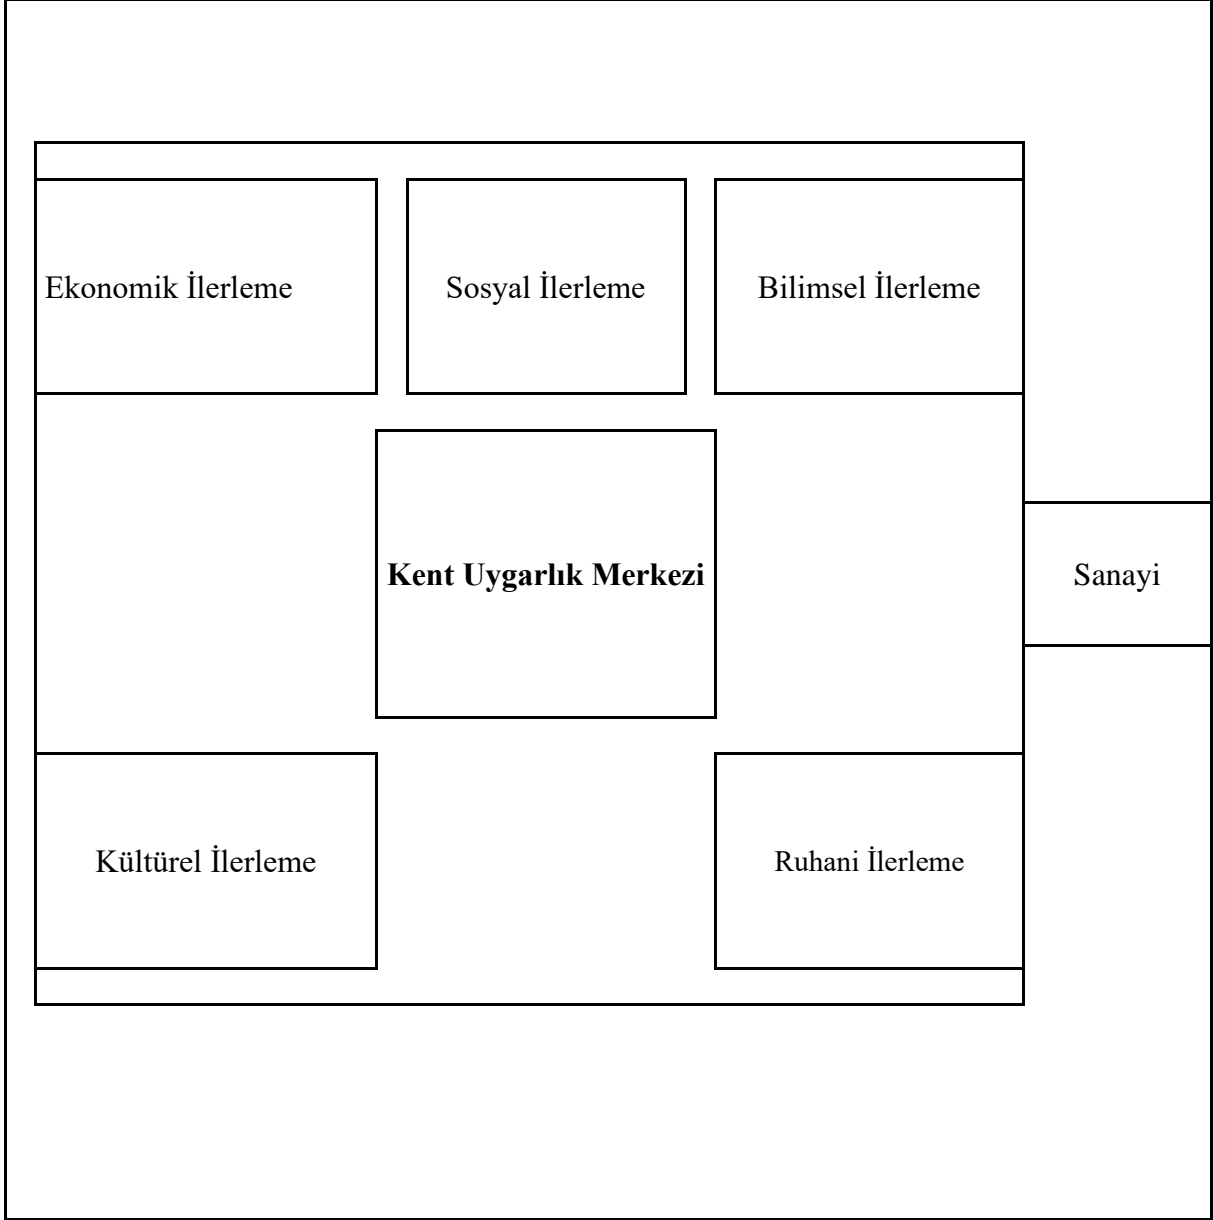 Ekonomik İlerleme
Sosyal İlerleme
Bilimsel İlerleme
Kent Uygarlık Merkezi
Sanayi
Kültürel İlerleme
Ruhani İlerleme